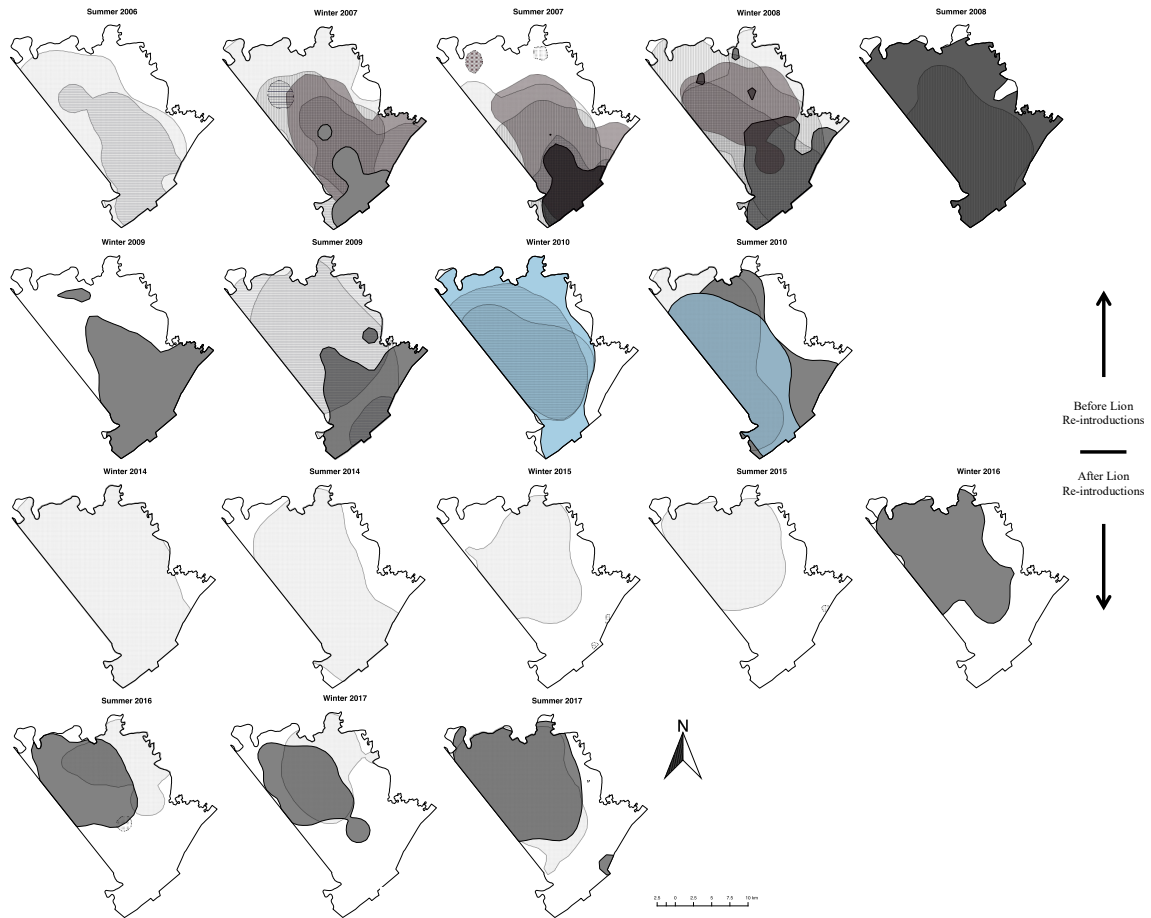 Summer 2006
Winter 2007
Summer 2007
Winter 2008
Summer 2008
Winter 2009
Summer 2009
Winter 2010
Summer 2010
Before Lion
Re-introductions
After Lion
Re-introductions
Winter 2014
Summer 2014
Winter 2015
Summer 2015
Winter 2016
Summer 2016
Winter 2017
Summer 2017
N
2.5 0 2.5 5 7.5 10 km